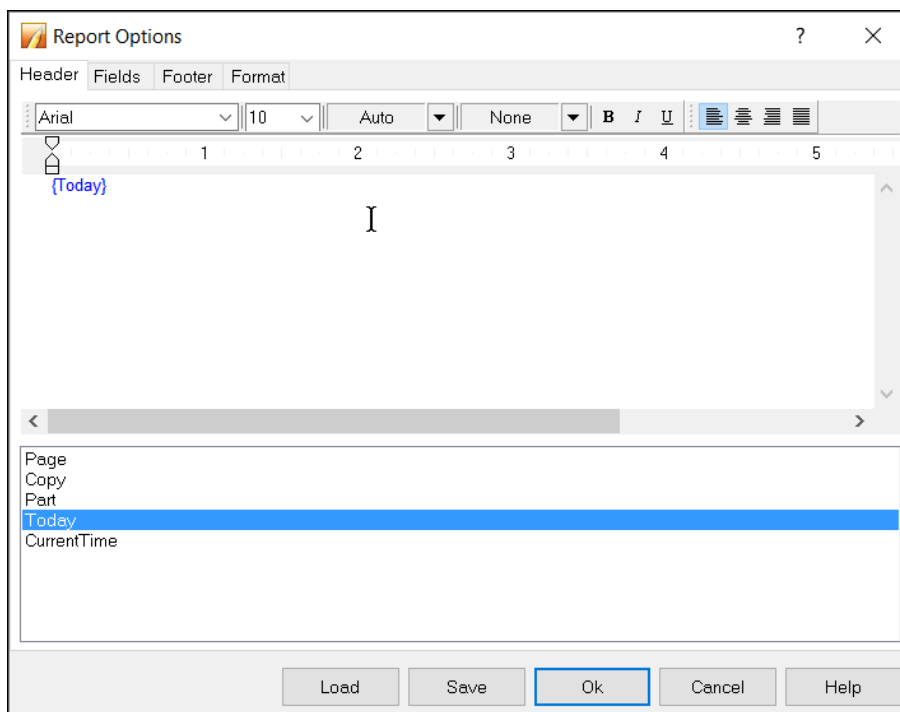 Report Options ?
Header Fields Footer Format
Arial 10 Auto None B I U
1 2 3 4 5
{Today}
Page
Copy
Part
Today
CurrentTime
Load Save Ok Cancel Help